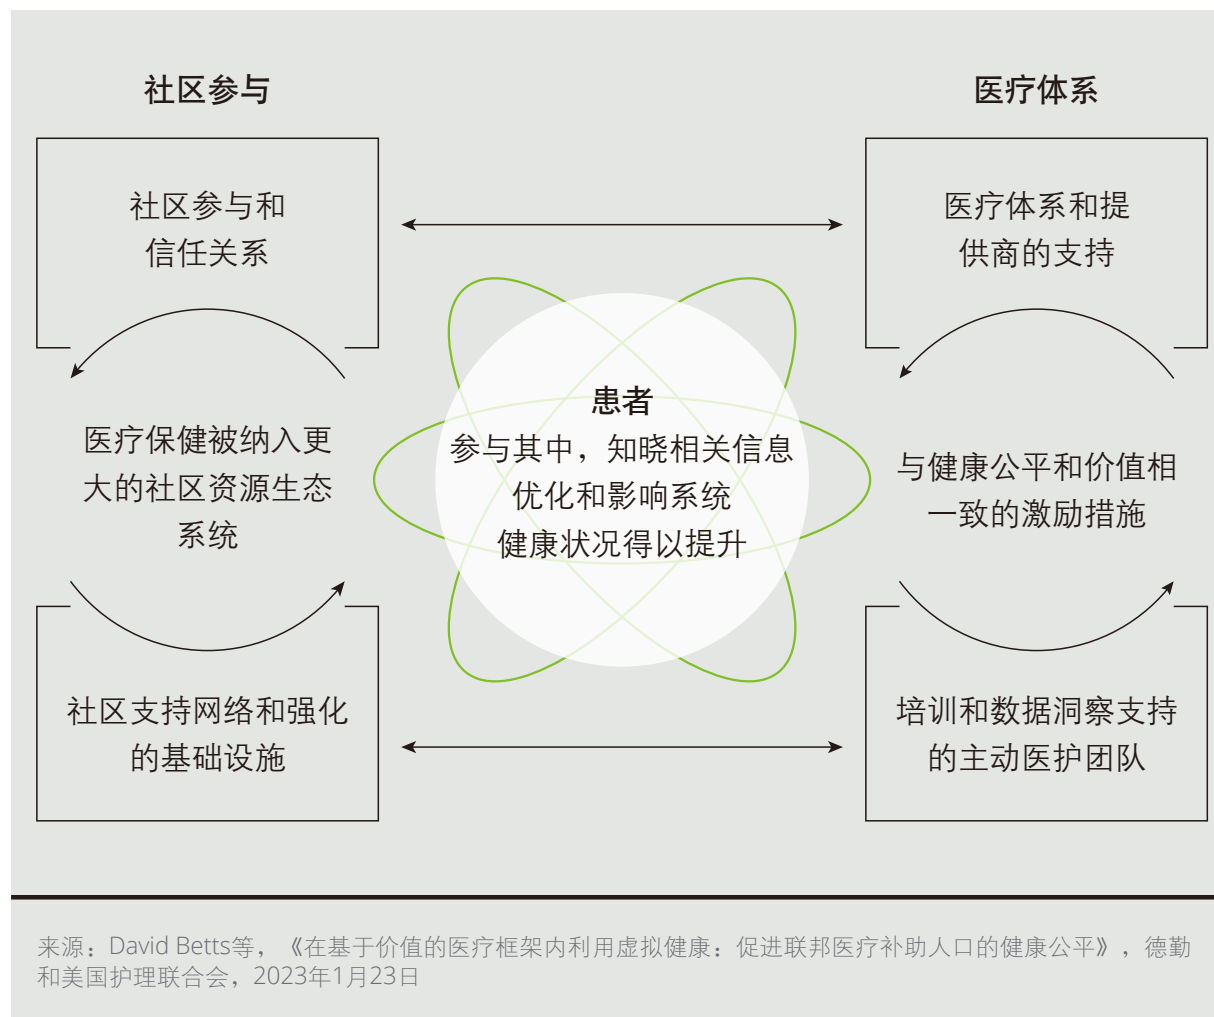 社区参与
社区参与和
信任关系
医疗保健被纳入更
大的社区资源生态
系统
社区支持网络和强化
的基础设施
患者
参与其中，知晓相关信息
优化和影响系统
健康状况得以提升
医疗体系
医疗体系和提
供商的支持
与健康公平和价值相
一致的激励措施
培训和数据洞察支持
的主动医护团队
来源：David Betts等，《在基于价值的医疗框架内利用虚拟健康：促进联邦医疗补助人口的健康公平》，德勤
和美国护理联合会，2023年1月23日